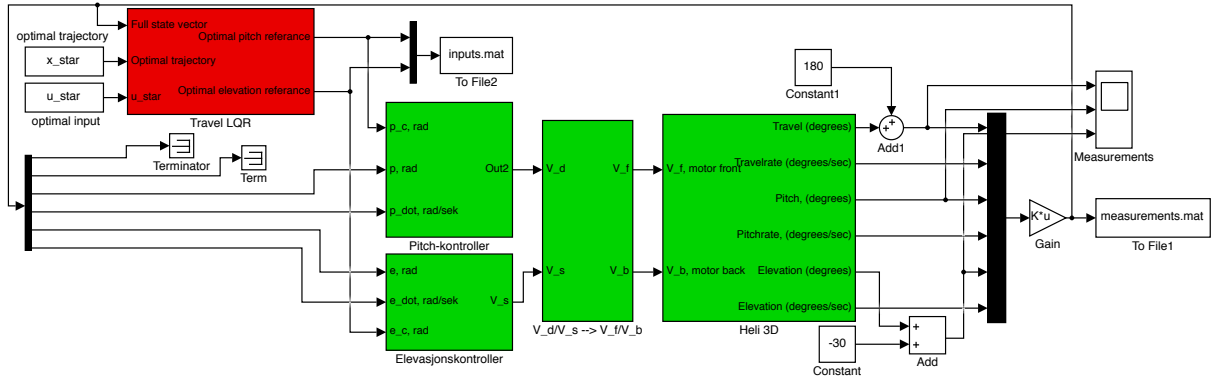 optimal trajectory
x_star
u_star
optimal input
Full state vector
Optimal trajectory
u_star
Optimal pitch referance
Optimal elevation referance
Travel LQR
inputs.mat
To File2
Terminator
Term
p_c, rad
p, rad
p_dot, rad/sek
Out2
Pitch-kontroller
e, rad
e_dot, rad/sek
e_c, rad
V_s
Elevasjonskontroller
V_d
V_s
V_f
V_b
V_d/V_s --> V_f/V_b
V_f, motor front
V_b, motor back
Travel (degrees)
Travelrate (degrees/sec)
Pitch, (degrees)
Pitchrate, (degrees/sec)
Elevation (degrees)
Elevation (degrees/sec)
Heli 3D
180
Constant1
+
+
Add1
-30
Constant
+
+
Add
Measurements
K*u
Gain
measurements.mat
To File1